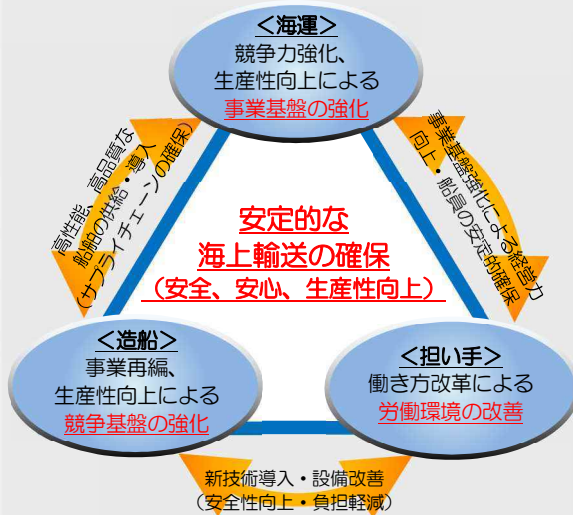 ＜海運＞
競争力強化、
生産性向上による
事業基盤の強化
高性能、高品質な
船舶の供給・導入
（サプライチェーンの確保）
事業基盤強化による経営力
向上・船員の安定的確保
安定的な
海上輸送の確保
（安全、安心、生産性向上）
＜造船＞
事業再編、
生産性向上による
競争基盤の強化
＜担い手＞
働き方改革による
労働環境の改善
新技術導入・設備改善
（安全性向上・負担軽減）